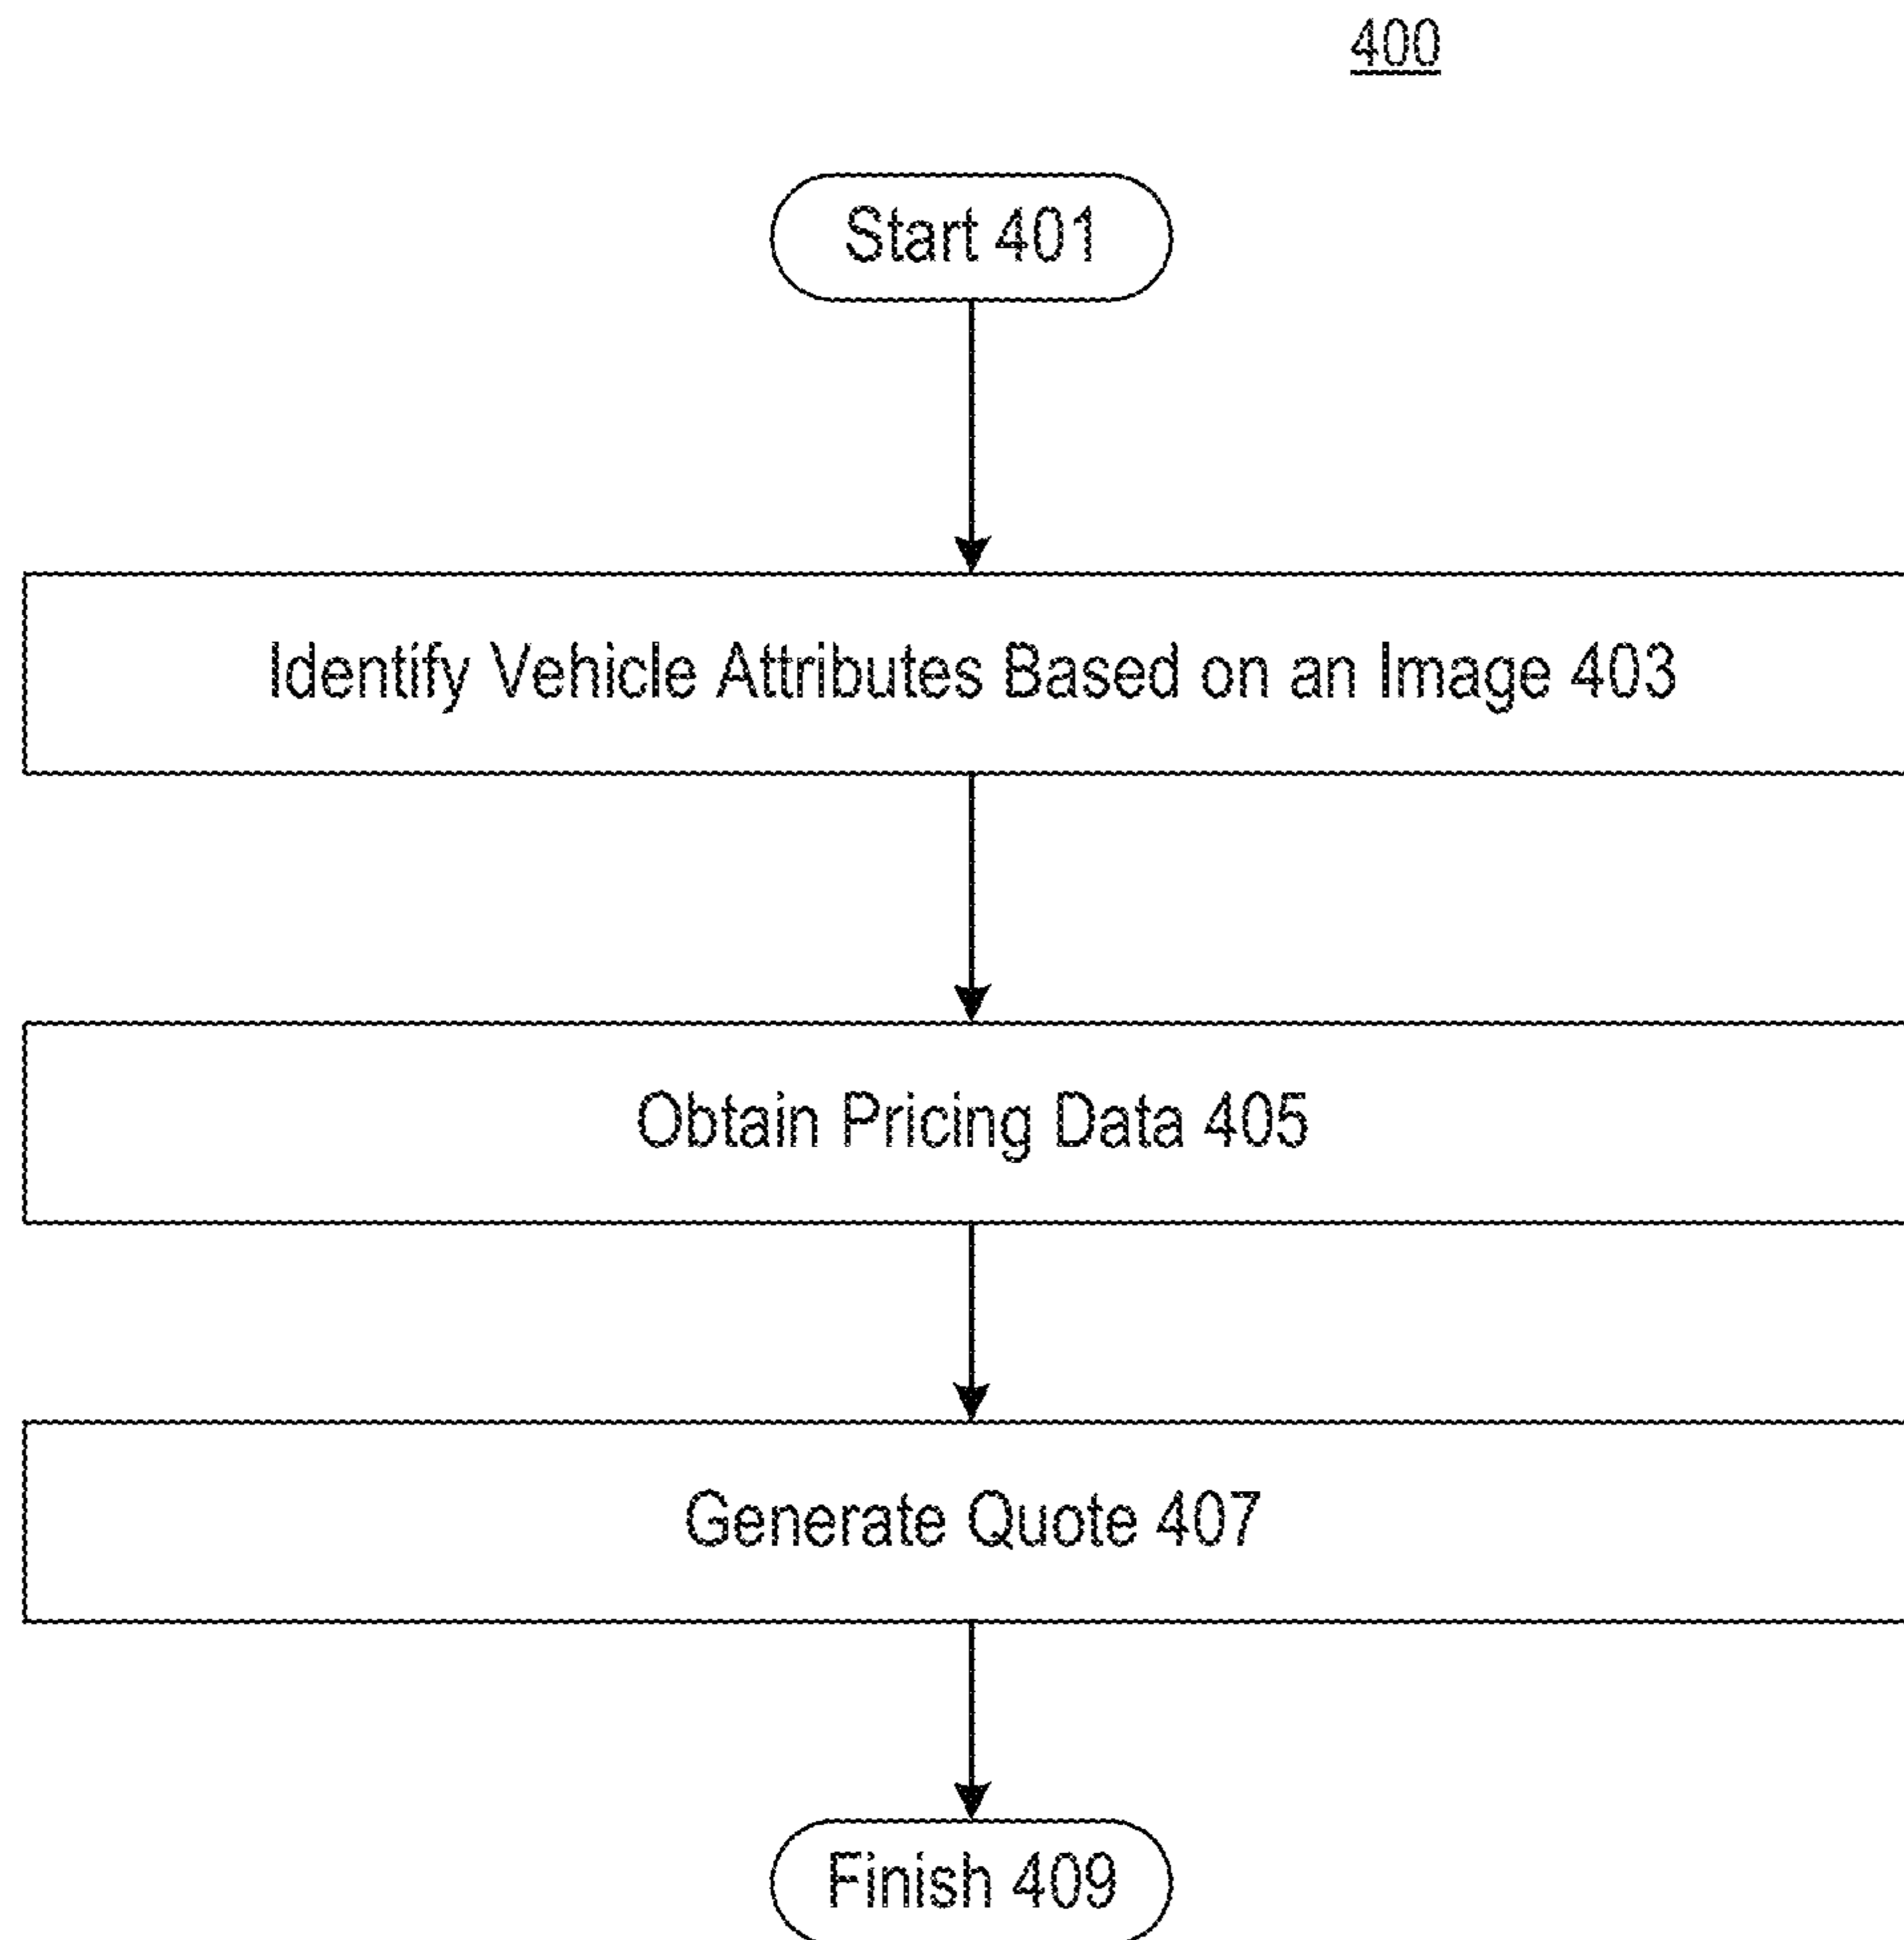 400
Start 401
Identify Vehicle Attributes Based on an Image 403
Obtain Pricing Data 405
Generate Quote 407
Finish 409